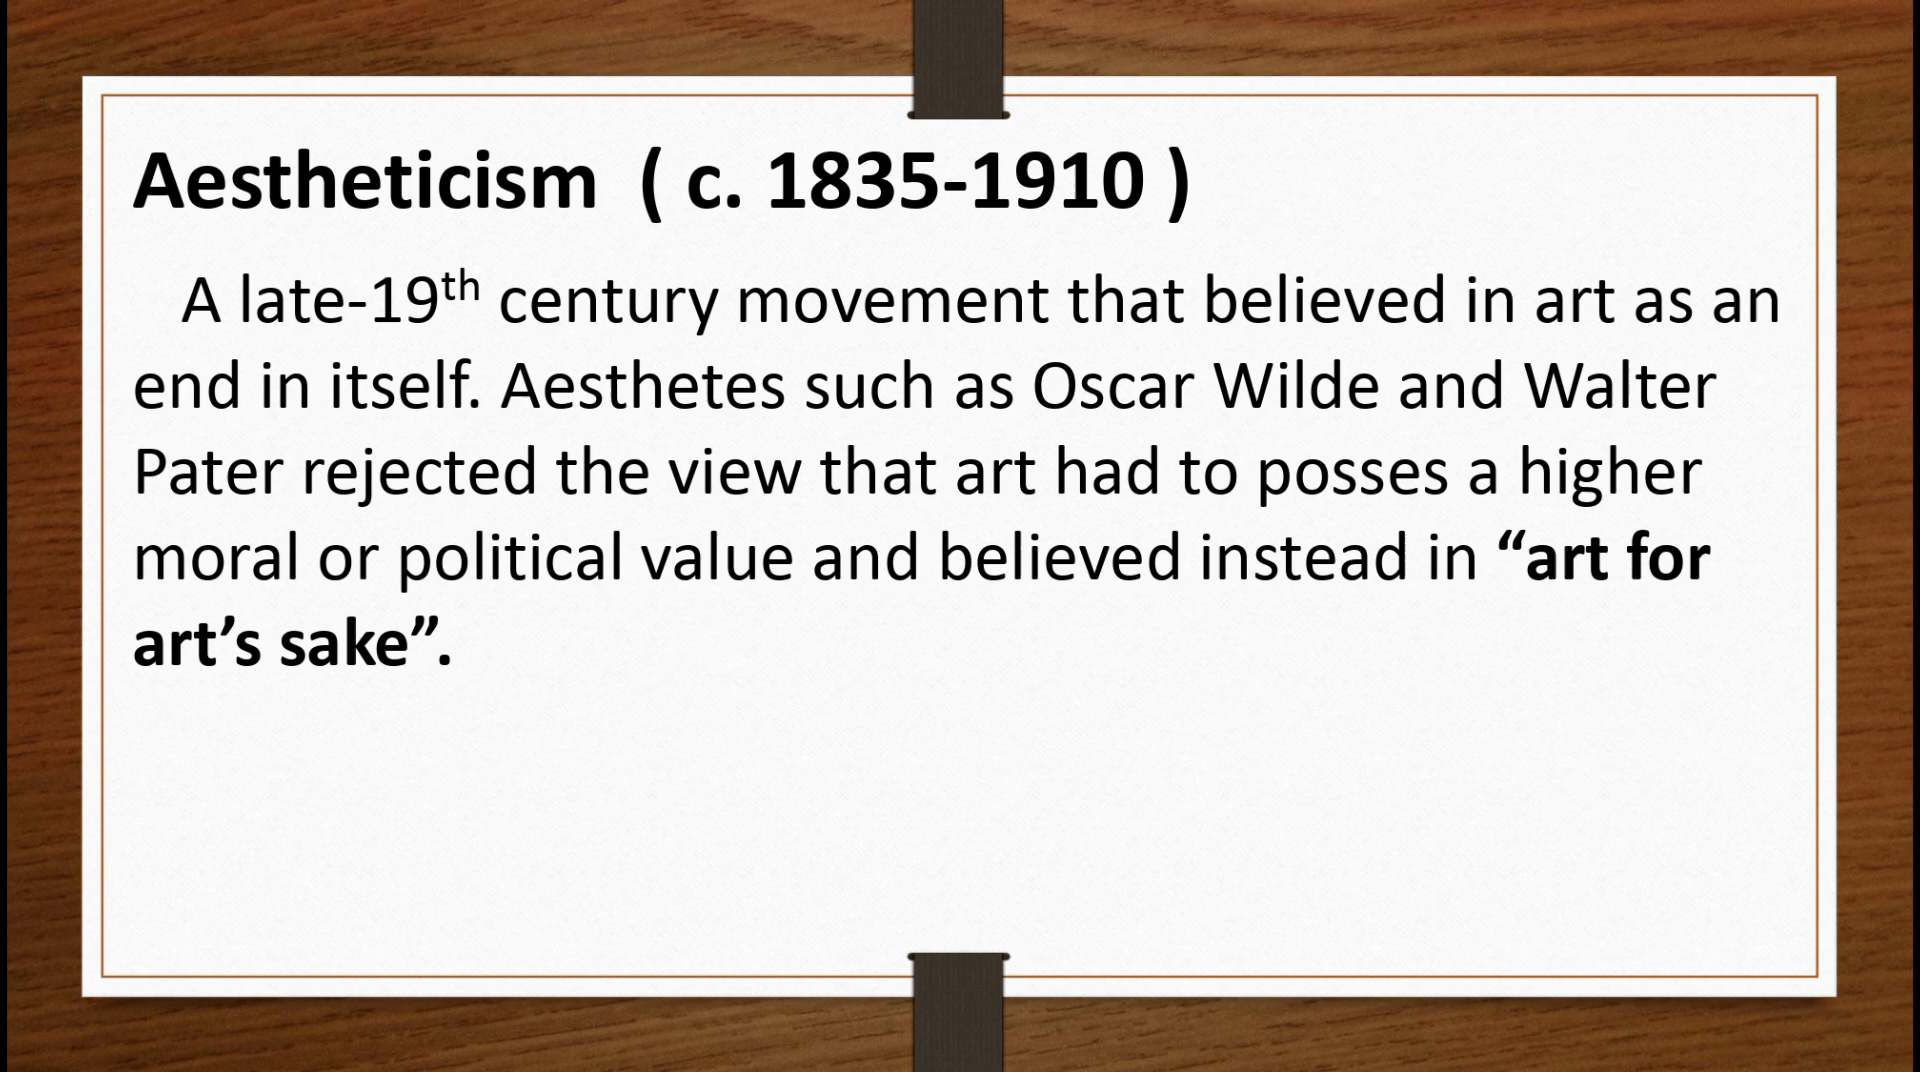 Aestheticism ( c. 1835-1910 )
A late-19th century movement that believed in art as an
end in itself. Aesthetes such as Oscar Wilde and Walter
Pater rejected the view that art had to posses a higher
moral or political value and believed instead in “art for
art’s sake”.